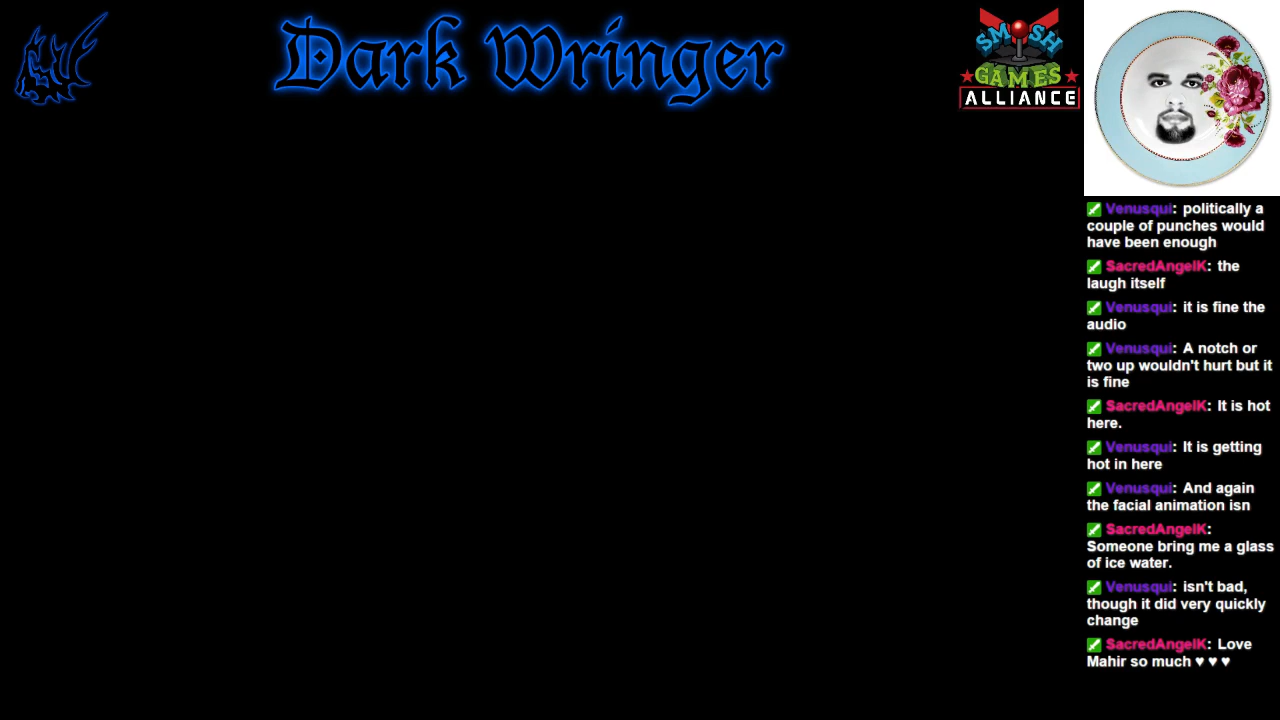 Dark Wringer
SMOSH
GAMES
ALLIANCE
Venusqui: politically a
couple of punches would
have been enough
SacredAngelK: the
laugh itself
Venusqui: it is fine the
audio
Venusqui: A notch or
two up wouldn't hurt but it
is fine
SacredAngelK: It is hot
here.
Venusqui: It is getting
hot in here
Venusqui: And again
the facial animation isn
SacredAngelK:
Someone bring me a glass
of ice water.
Venusqui: isn't bad,
though it did very quickly
change
SacredAngelK: Love
Mahir so much ♥ ♥ ♥